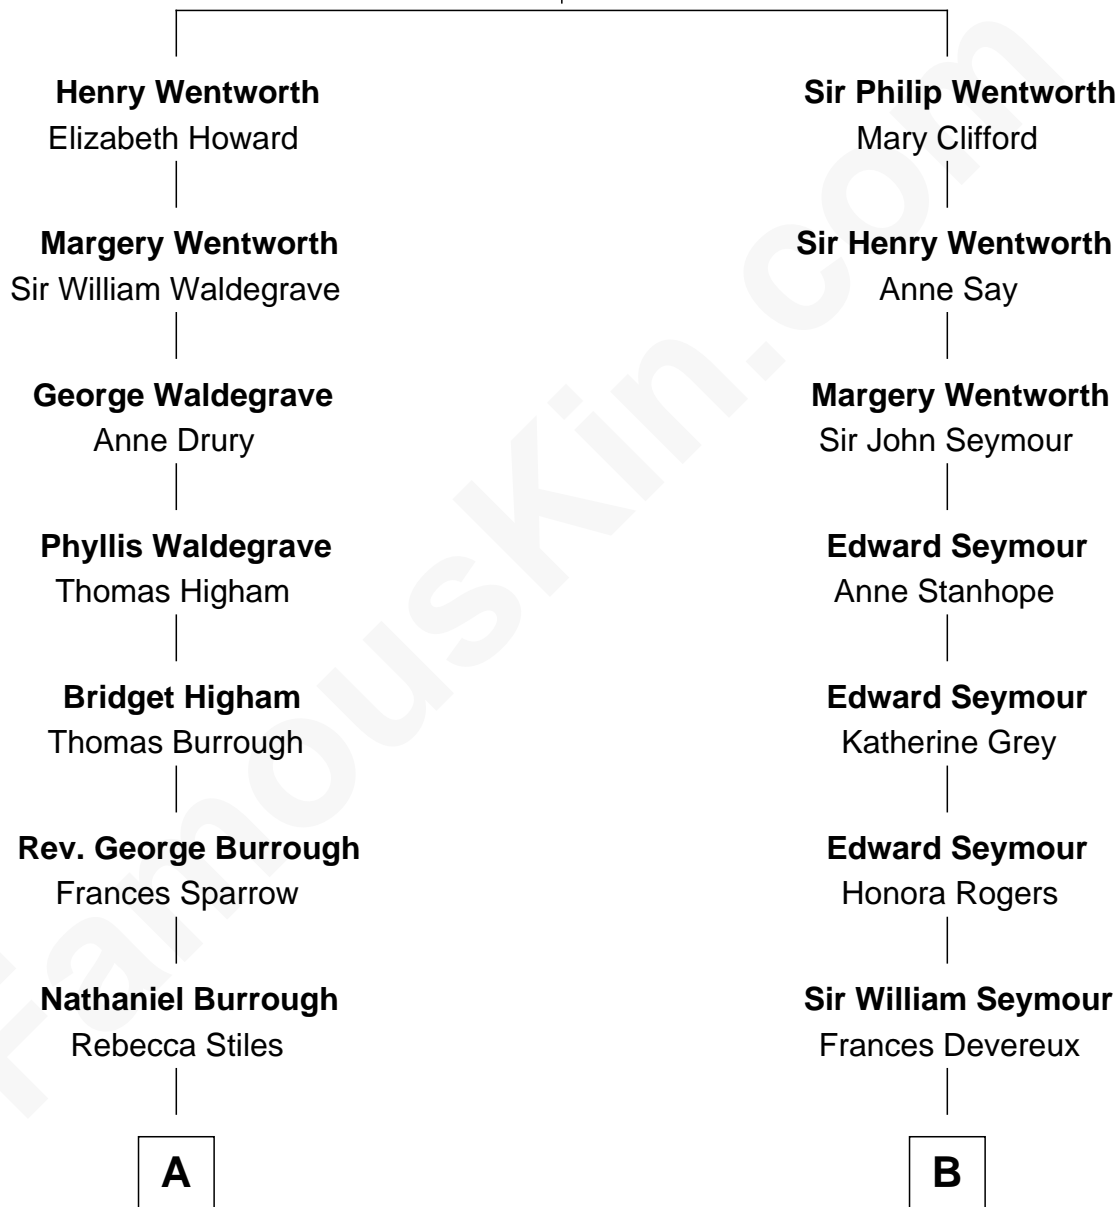 Henry Wentworth
Elizabeth Howard
Margery Wentworth
Sir William Waldegrave
George Waldegrave
Anne Drury
Phyllis Waldegrave
Thomas Higham
Bridget Higham
Thomas Burrough
Rev. George Burrough
Frances Sparrow
Nathaniel Burrough
Rebecca Stiles
A
Sir Philip Wentworth
Mary Clifford
Sir Henry Wentworth
Anne Say
Margery Wentworth
Sir John Seymour
Edward Seymour
Anne Stanhope
Edward Seymour
Katherine Grey
Edward Seymour
Honora Rogers
Sir William Seymour
Frances Devereux
B
FamousKin.com